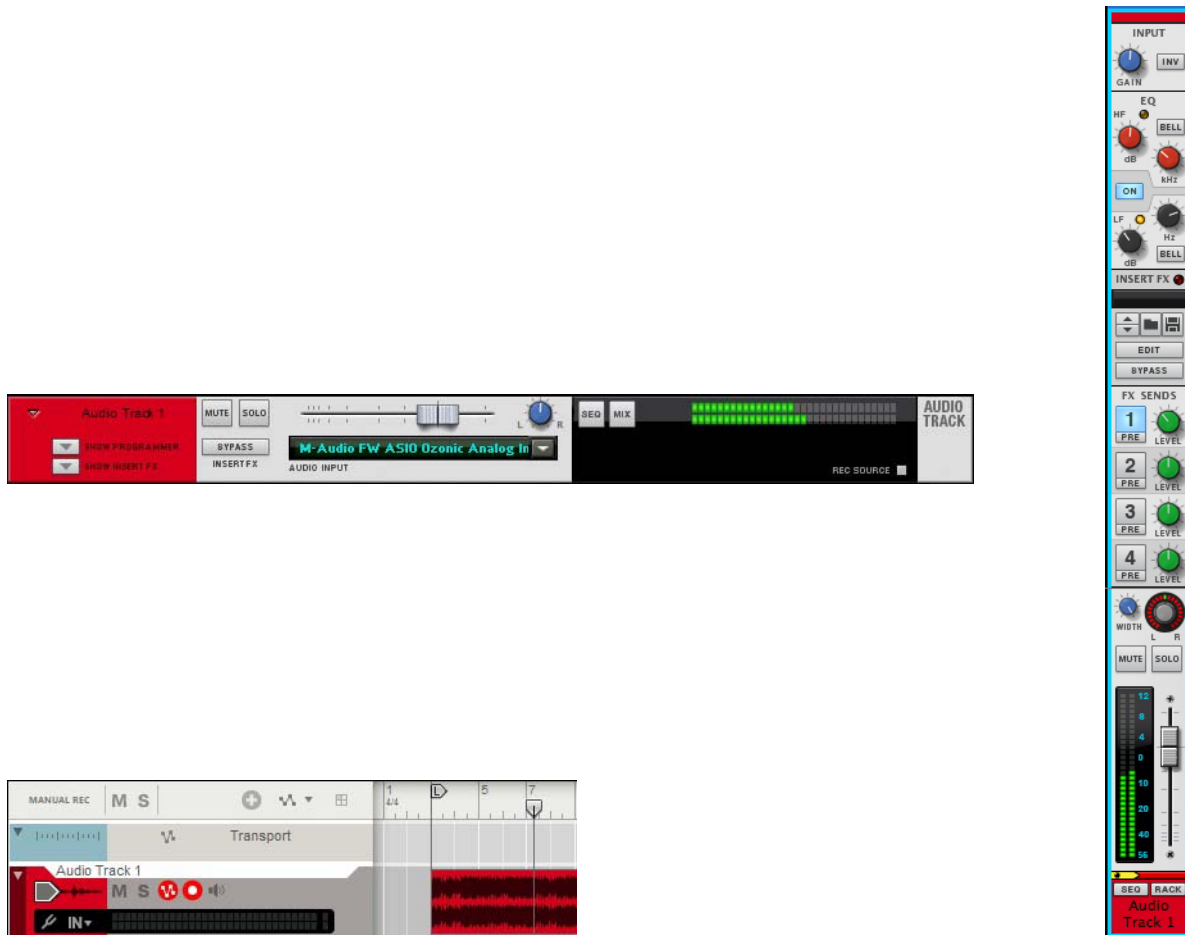 Audio Track 1
SHOW PROGRAMMER
SHOW INSERT FX
MUTE SOLO
BYPASS
INSERT FX
L R
M-Audio FW ASIO Ozonic Analog In
AUDIO INPUT
SEQ MIX
REC SOURCE
AUDIO
TRACK
MANUAL REC M S
1 L 5 7
4/4
Transport
Audio Track 1
M S
IN
INPUT
INV
GAIN
EQ
HF
BELL
dB
kHz
ON
LF
Hz
dB
BELL
INSERT FX
EDIT
BYPASS
FX SENDS
1
PRE LEVEL
2
PRE LEVEL
3
PRE LEVEL
4
PRE LEVEL
WIDTH
L R
MUTE SOLO
12
8
4
0
10
20
40
56
SEQ RACK
Audio
Track 1